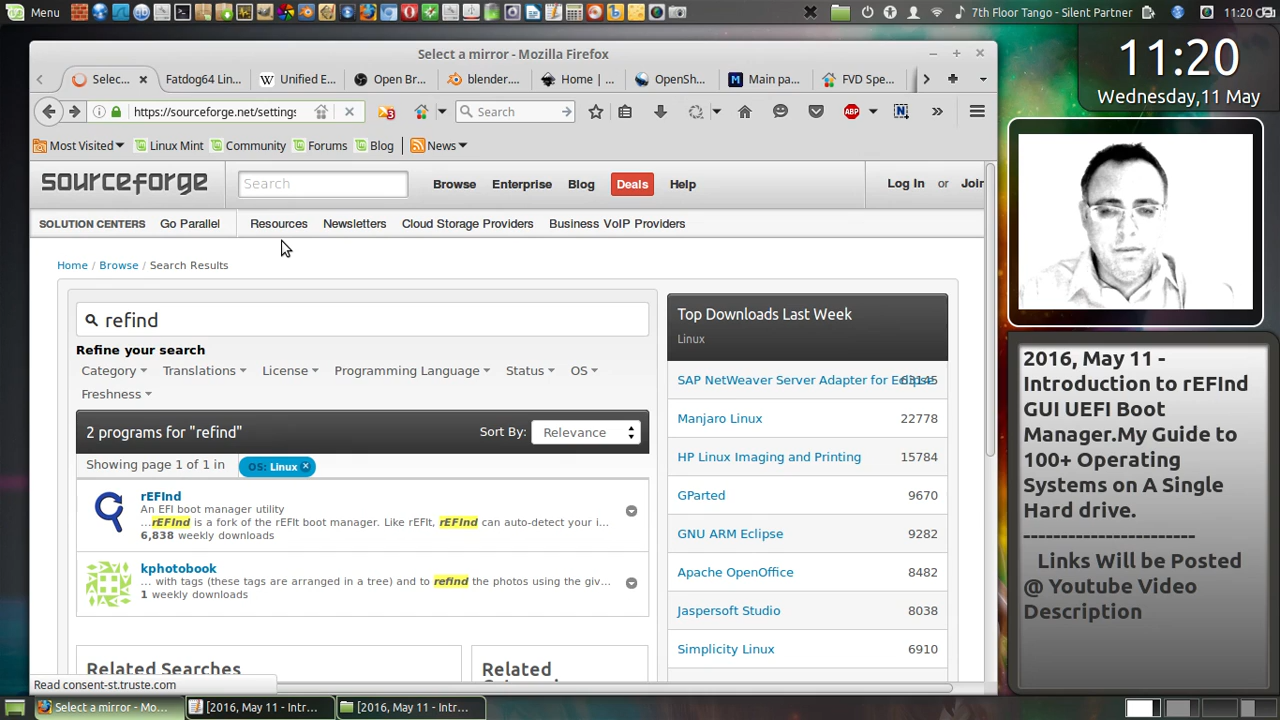 Menu
7th Floor Tango - Silent Partner
11:20
Select a mirror - Mozilla Firefox
Selec...
Fatdog64 Lin...
Unified E...
Open Br...
blender....
Home | ...
OpenSh...
Main pa...
FVD Spe...
https://sourceforge.net/settings
Search
Most Visited
Linux Mint
Community
Forums
Blog
News
sourceforge
Search
Browse
Enterprise
Blog
Deals
Help
Log In or Join
SOLUTION CENTERS
Go Parallel
Resources
Newsletters
Cloud Storage Providers
Business VoIP Providers
Home / Browse / Search Results
refind
Refine your search
Category
Translations
License
Programming Language
Status
OS
Freshness
2 programs for "refind"
Sort By:
Relevance
Showing page 1 of 1 in
OS: Linux
rEFInd
An EFI boot manager utility
...rEFInd is a fork of the rEFIt boot manager. Like rEFIt, rEFInd can auto-detect your i...
6,838 weekly downloads
kphotobook
... with tags (these tags are arranged in a tree) and to refind the photos using the giv...
1 weekly downloads
Related Searches
Related
Top Downloads Last Week
Linux
SAP NetWeaver Server Adapter for Eclipse 63145
Manjaro Linux 22778
HP Linux Imaging and Printing 15784
GParted 9670
GNU ARM Eclipse 9282
Apache OpenOffice 8482
Jaspersoft Studio 8038
Simplicity Linux 6910
Read consent-st.truste.com
Select a mirror - Mo...
[2016, May 11 - Intr...
[2016, May 11 - Intr...
11:20
Wednesday,11 May
2016, May 11 -
Introduction to rEFInd
GUI UEFI Boot
Manager.My Guide to
100+ Operating
Systems on A Single
Hard drive.
-----------------------
Links Will be Posted
@ Youtube Video
Description